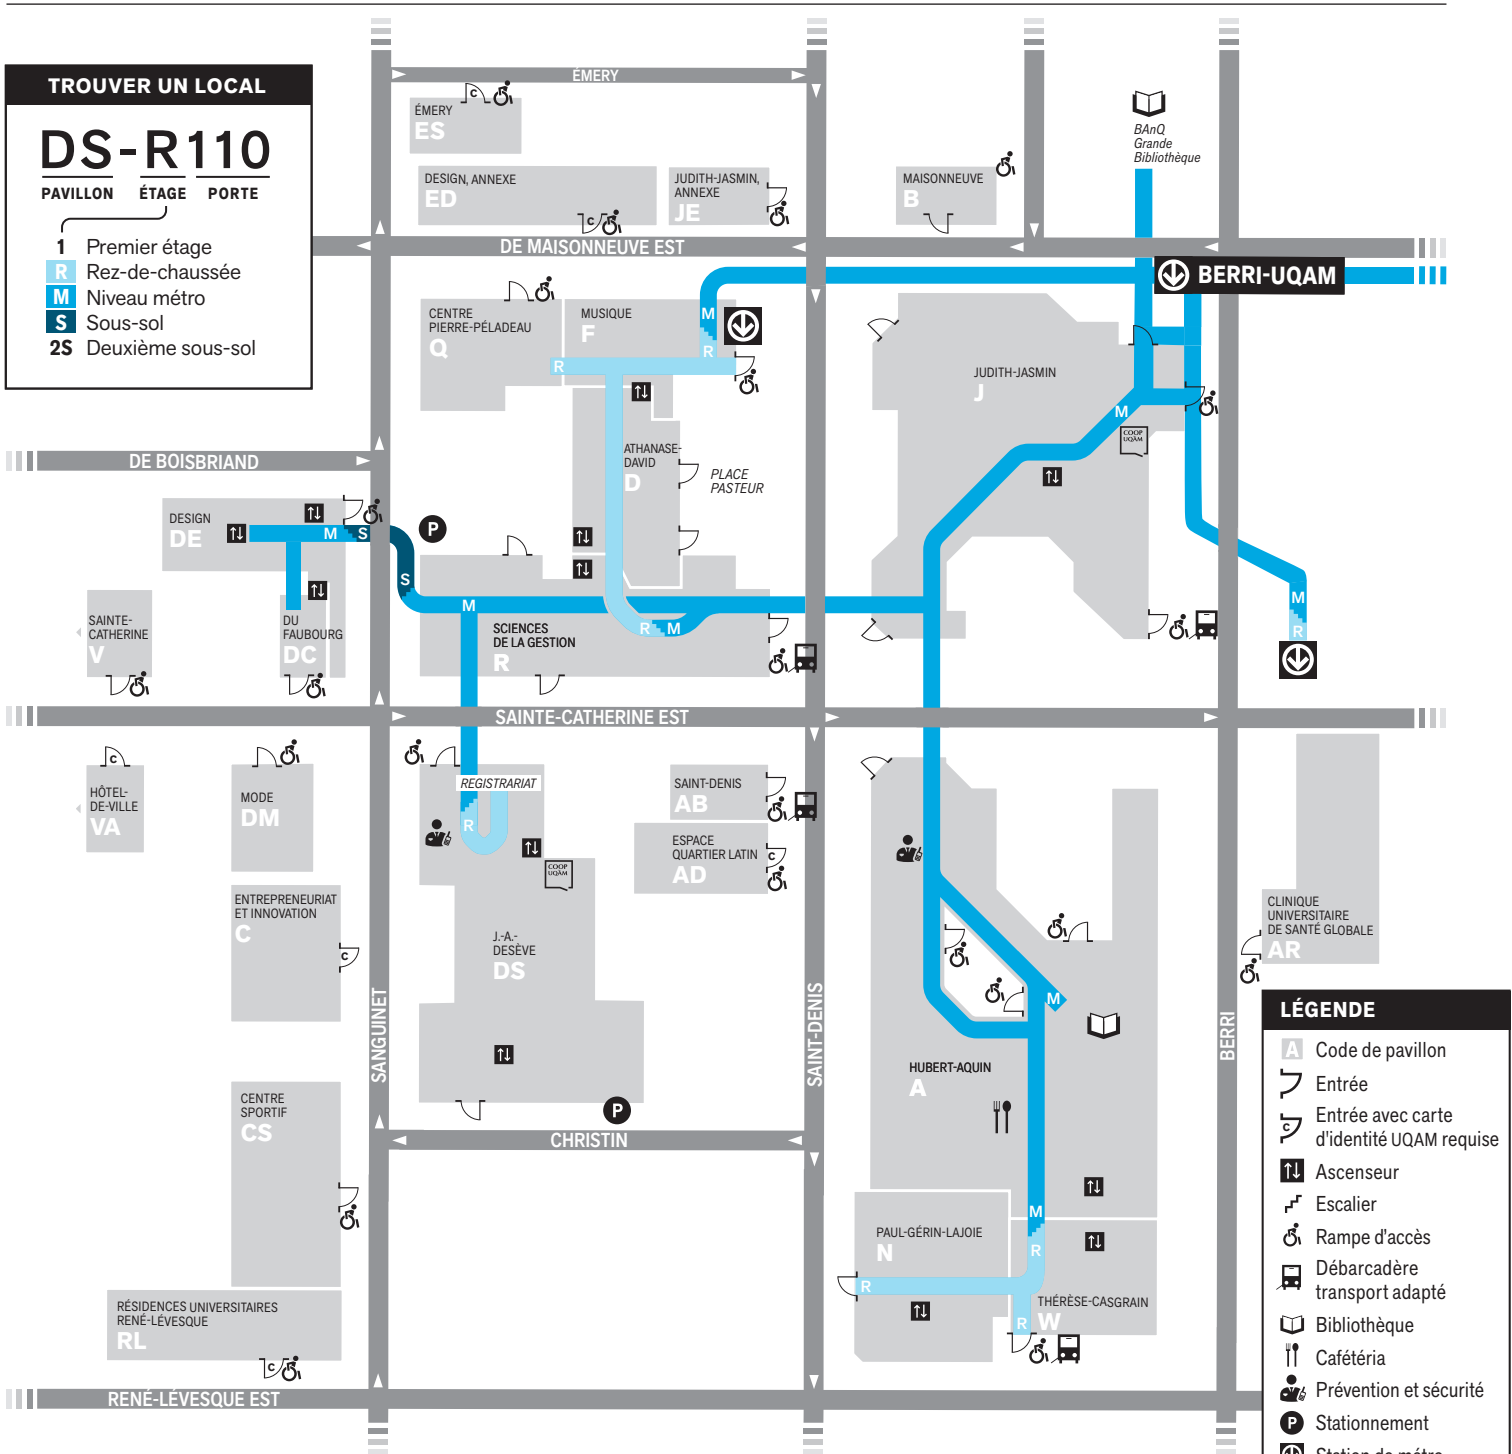 TROUVER UN LOCAL
DS-R110
PAVILLON ÉTAGE PORTE
1 Premier étage
R Rez-de-chaussée
M Niveau métro
S Sous-sol
2S Deuxième sous-sol
ÉMERY
C
ÉMERY
ES
DESIGN, ANNEXE
ED
C
JUDITH-JASMIN,
ANNEXE
JE
MAISONNEUVE
B
BAnQ
Grande
Bibliothèque
DE MAISONNEUVE EST
BERRI-UQAM
CENTRE
PIERRE-PÉLADEAU
Q
MUSIQUE
F
M
R
R
JUDITH-JASMIN
J
M
COOP
UQÀM
ATHANASE-
DAVID
D
PLACE
PASTEUR
DE BOISBRIAND
DESIGN
DE
M
S
P
S
M
SAINTE-
CATHERINE
V
DU
FAUBOURG
DC
SCIENCES
DE LA GESTION
R
R
M
M
R
SAINTE-CATHERINE EST
C
HÔTEL-
DE-VILLE
VA
MODE
DM
REGISTRARIAT
R
SAINT-DENIS
AB
ESPACE
QUARTIER LATIN
AD
C
COOP
UQÀM
ENTREPRENEURIAT
ET INNOVATION
C
C
J.-A.-
DESÈVE
DS
CLINIQUE
UNIVERSITAIRE
DE SANTÉ GLOBALE
AR
M
SANGUINET
SAINT-DENIS
BERRI
HUBERT-AQUIN
A
CENTRE
SPORTIF
CS
P
CHRISTIN
M
R
PAUL-GÉRIN-LAJOIE
N
R
THÉRÈSE-CASGRAIN
W
R
RÉSIDENCES UNIVERSITAIRES
RENÉ-LÉVESQUE
RL
C
RENÉ-LÉVESQUE EST
LÉGENDE
A Code de pavillon
Entrée
C Entrée avec carte
d'identité UQAM requise
Ascenseur
Escalier
Rampe d'accès
Débarcadère
transport adapté
Bibliothèque
Cafétéria
Prévention et sécurité
P Stationnement
Station de métro